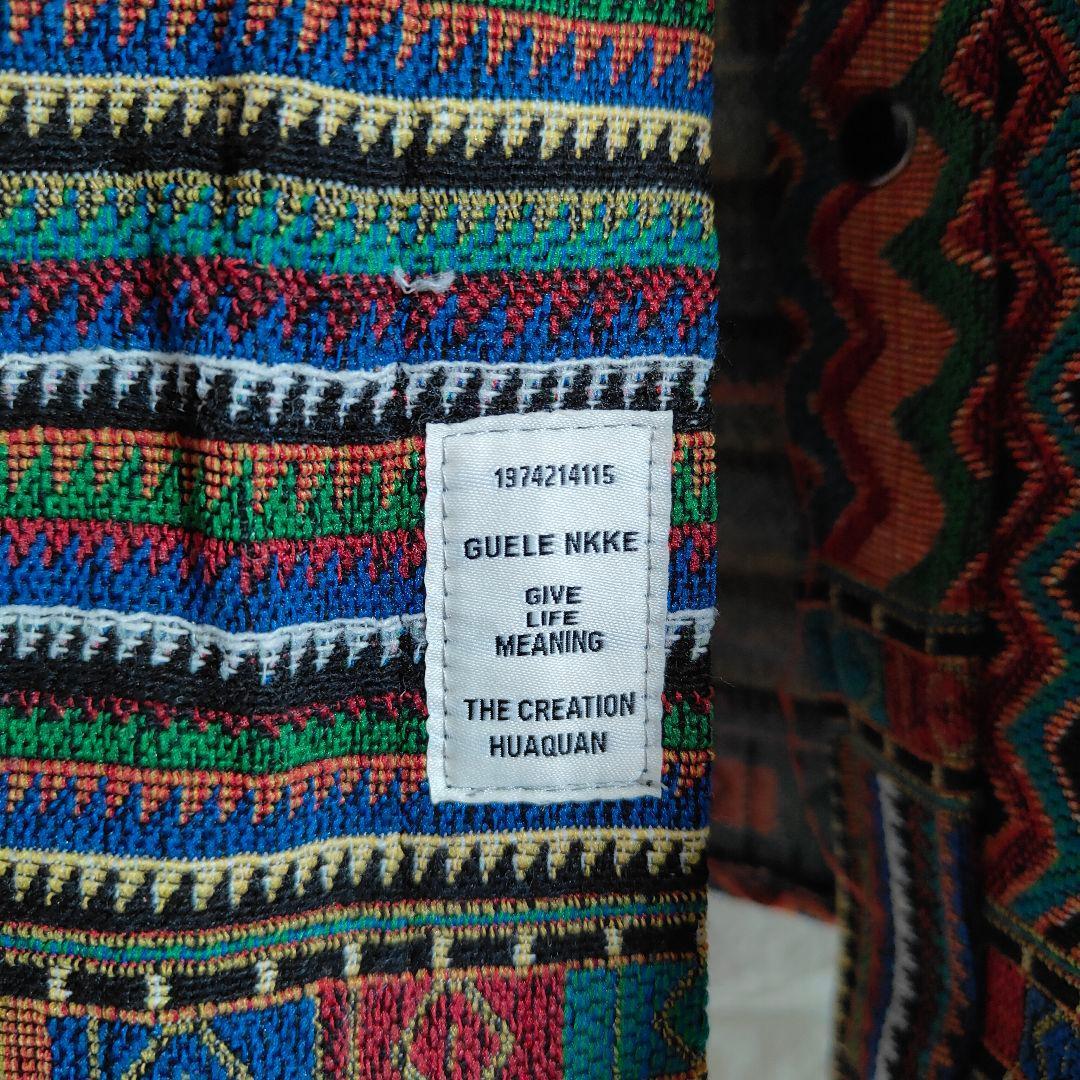 1974214115
GUELE NKKE
GIVE
LIFE
MEANING
THE CREATION
HUAQUAN